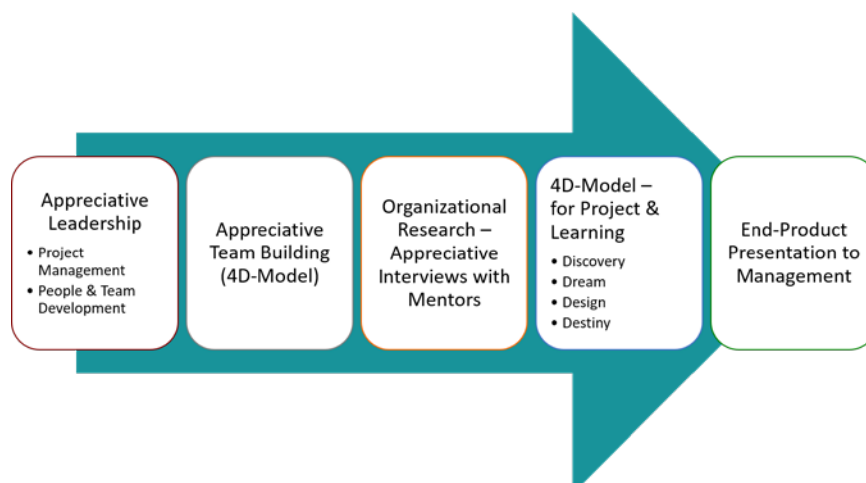 Appreciative
Leadership
• Project
Management
• People & Team
Development
Appreciative
Team Building
(4D-Model)
Organizational
Research –
Appreciative
Interviews with
Mentors
4D-Model –
for Project &
Learning
• Discovery
• Dream
• Design
• Destiny
End-Product
Presentation to
Management